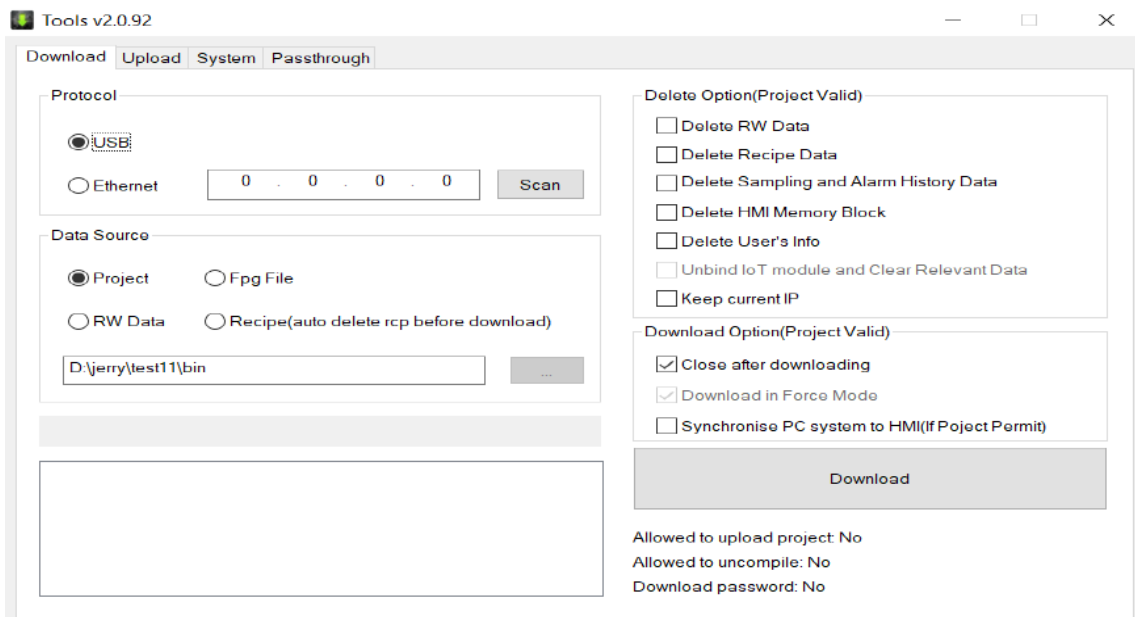 Tools v2.0.92
Download Upload System Passthrough
Protocol
USB
Ethernet 0 . 0 . 0 . 0 Scan
Data Source
Project Fpg File
RW Data Recipe(auto delete rcp before download)
D:\jerry\test11\bin ...
Delete Option(Project Valid)
Delete RW Data
Delete Recipe Data
Delete Sampling and Alarm History Data
Delete HMI Memory Block
Delete User's Info
Unbind IoT module and Clear Relevant Data
Keep current IP
Download Option(Project Valid)
Close after downloading
Download in Force Mode
Synchronise PC system to HMI(If Poject Permit)
Download
Allowed to upload project: No
Allowed to uncompile: No
Download password: No